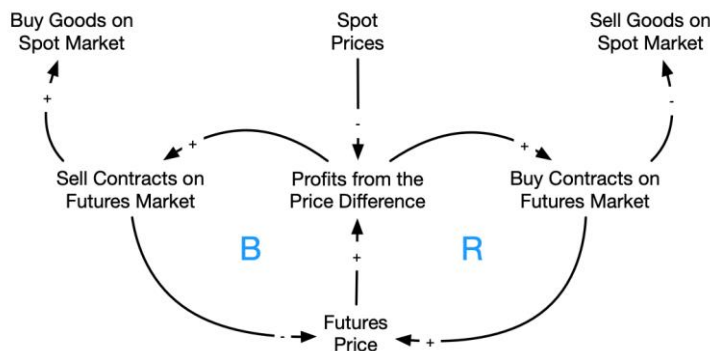 Buy Goods on
Spot Market
Spot
Prices
Sell Goods on
Spot Market
+
-
-
+
+
Sell Contracts on
Futures Market
Profits from the
Price Difference
Buy Contracts on
Futures Market
B
R
+
-
+
Futures
Price